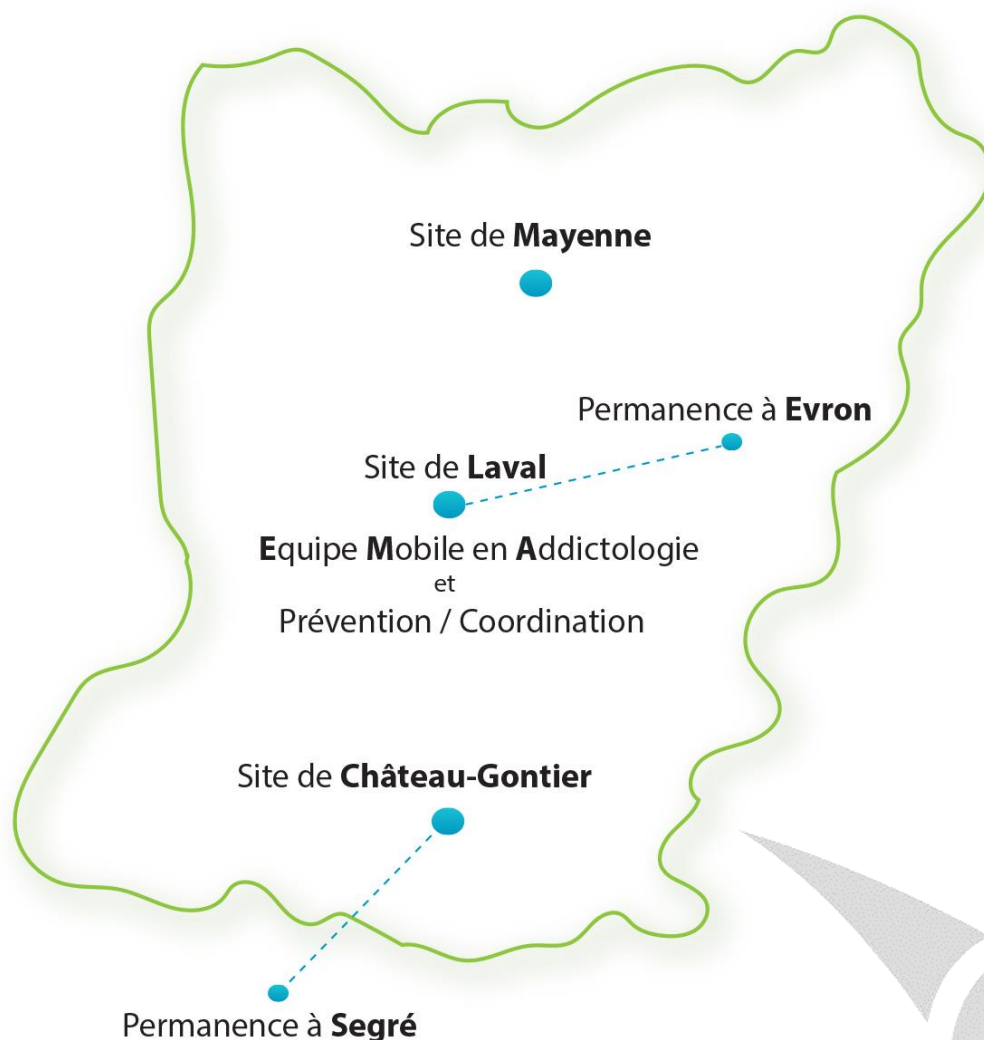 Site de Mayenne
Permanence à Evron
Site de Laval
Equipe Mobile en Addictologie
et
Prévention / Coordination
Site de Château-Gontier
Permanence à Segré